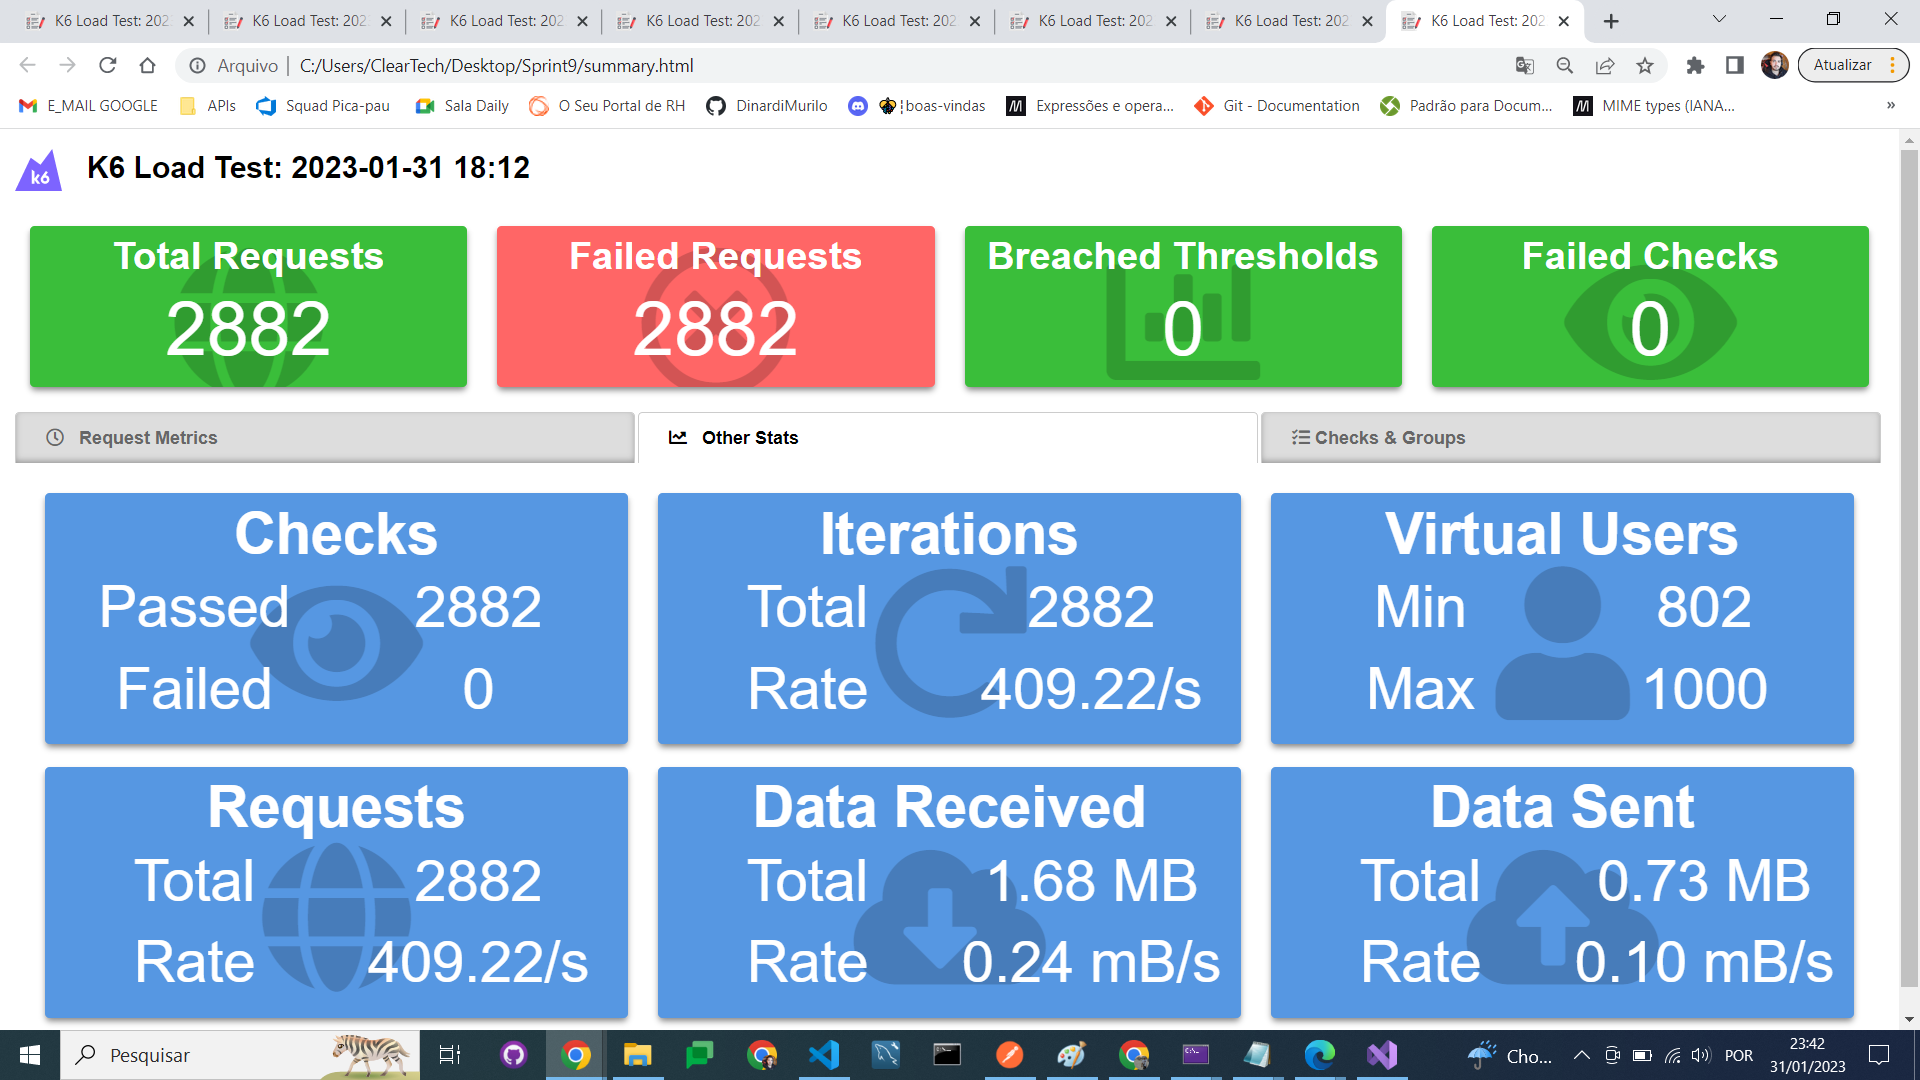 K6 Load Test: 202
K6 Load Test: 202
K6 Load Test: 202
K6 Load Test: 202
K6 Load Test: 202
K6 Load Test: 202
K6 Load Test: 202
K6 Load Test: 202
Arquivo
C:/Users/ClearTech/Desktop/Sprint9/summary.html
Atualizar
E_MAIL GOOGLE
APIs
Squad Pica-pau
Sala Daily
O Seu Portal de RH
DinardiMurilo
¦boas-vindas
Expressões e opera...
Git - Documentation
Padrão para Docum...
MIME types (IANA...
»
k6
K6 Load Test: 2023-01-31 18:12
Total Requests
2882
Failed Requests
2882
Breached Thresholds
0
Failed Checks
0
Request Metrics
Other Stats
Checks & Groups
Checks
Passed 2882
Failed 0
Iterations
Total 2882
Rate 409.22/s
Virtual Users
Min 802
Max 1000
Requests
Total 2882
Rate 409.22/s
Data Received
Total 1.68 MB
Rate 0.24 mB/s
Data Sent
Total 0.73 MB
Rate 0.10 mB/s
Pesquisar
Cho...
POR
23:42
31/01/2023